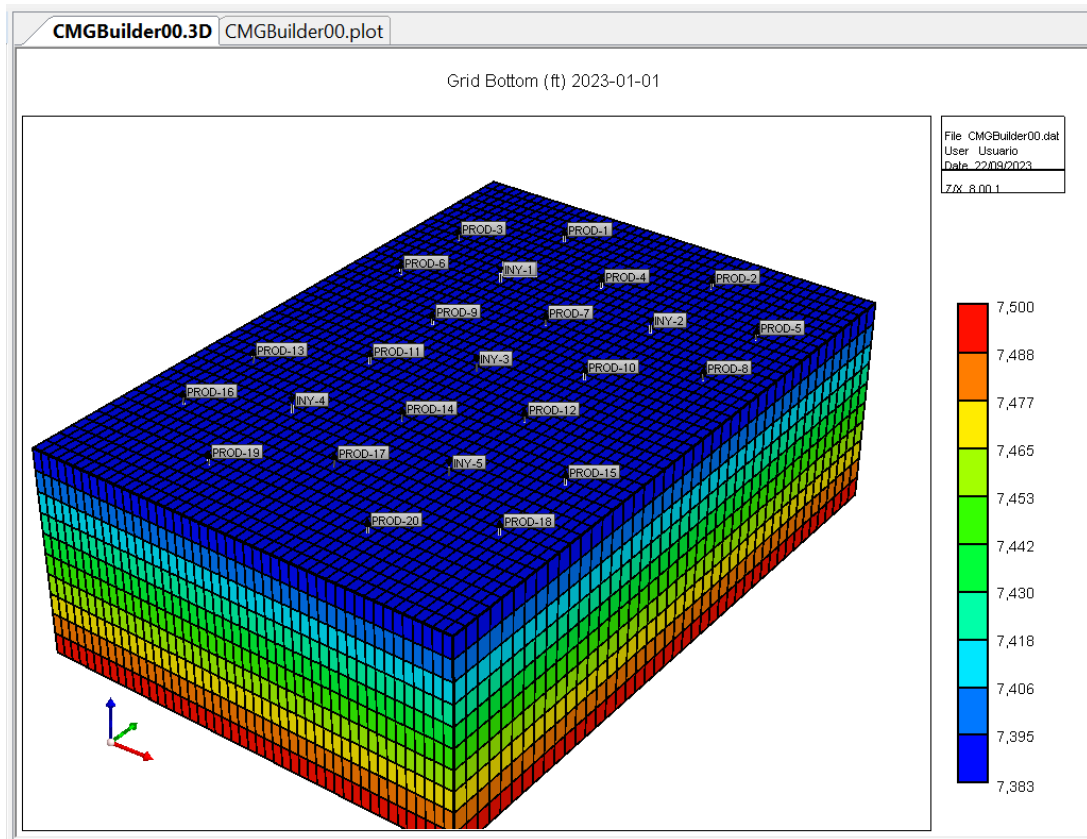 CMGBuilder00.3D CMGBuilder00.plot
Grid Bottom (ft) 2023-01-01
File CMGBuilder00.dat
User Usuario
Date 22/09/2023
Z/X 8.00:1
PROD-3 PROD-1
PROD-6 INY-1 PROD-4 PROD-2
PROD-9 PROD-7 INY-2 PROD-5
PROD-13 PROD-11 INY-3 PROD-10 PROD-8
PROD-16 INY-4 PROD-14 PROD-12
PROD-19 PROD-17 INY-5 PROD-15
PROD-20 PROD-18
7,500
7,488
7,477
7,465
7,453
7,442
7,430
7,418
7,406
7,395
7,383